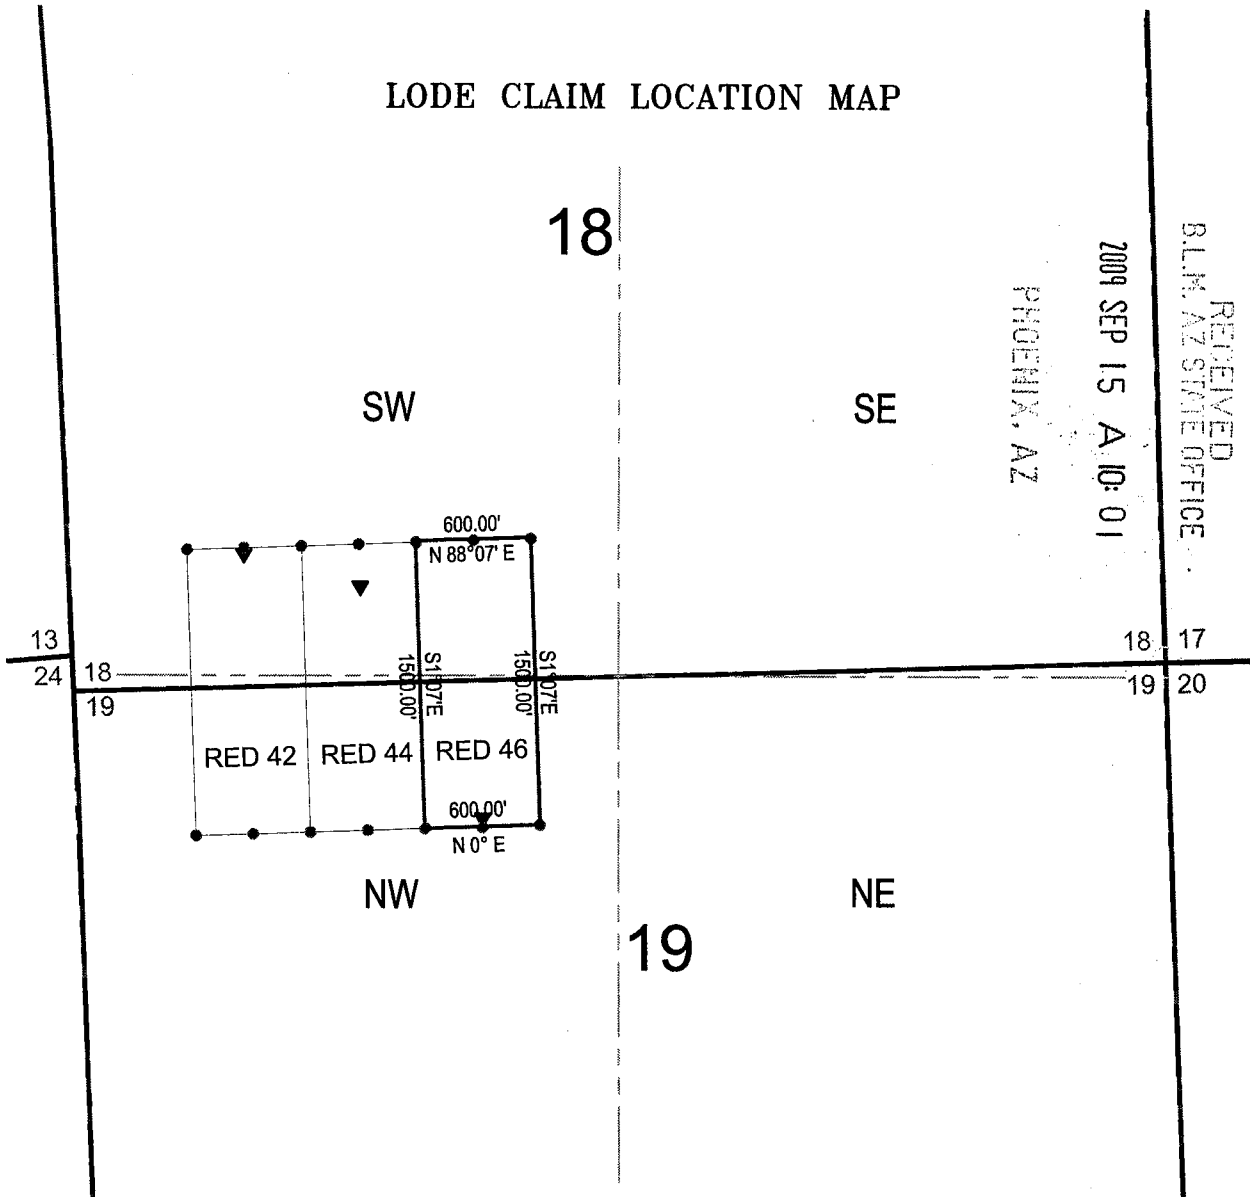 LODE CLAIM LOCATION MAP
18
RECEIVED
B.L.M. AZ STATE OFFICE
2009 SEP 15 A 10: 01
PHOENIX, AZ
SW
SE
600.00'
N 88°07' E
13
18 17
24 18
19 20
19
S1°07'E
1500.00'
S1°07'E
1500.00'
RED 42
RED 44
RED 46
600.00'
N 0° E
NW
NE
19